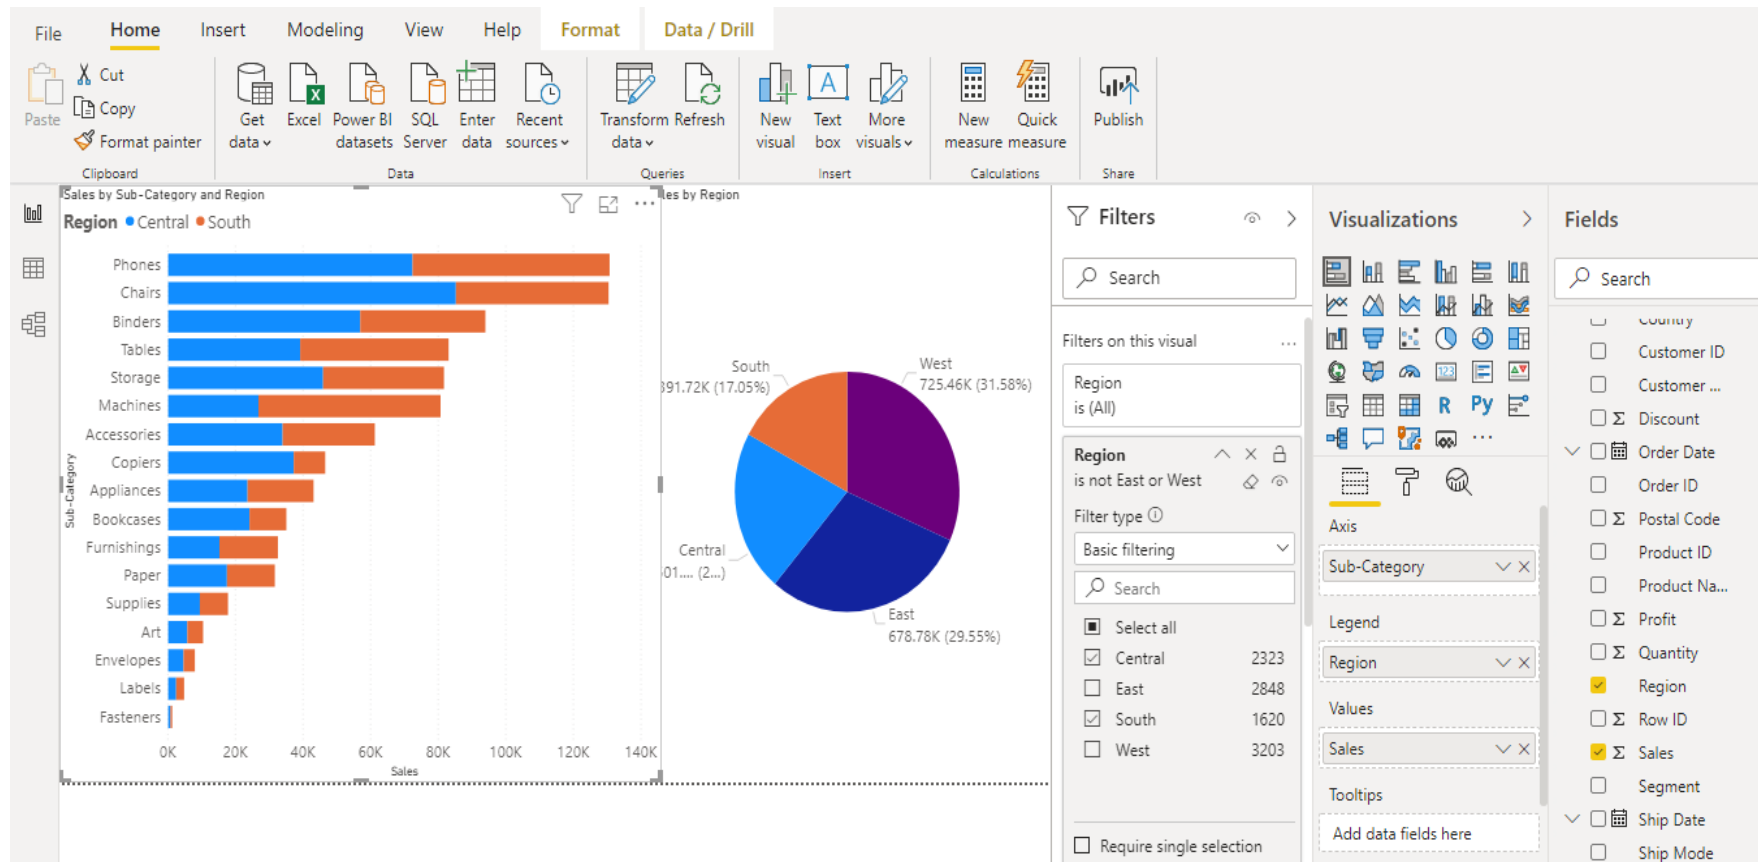 File Home Insert Modeling View Help Format Data / Drill
Paste
Cut
Copy
Format painter
Clipboard
Get data
Excel
Power BI datasets
SQL Server
Enter data
Recent sources
Data
Transform data
Refresh
Queries
New visual
Text box
More visuals
Insert
New measure
Quick measure
Calculations
Publish
Share
Sales by Sub-Category and Region
Region Central South
Sub-Category
Phones
Chairs
Binders
Tables
Storage
Machines
Accessories
Copiers
Appliances
Bookcases
Furnishings
Paper
Supplies
Art
Envelopes
Labels
Fasteners
0K 20K 40K 60K 80K 100K 120K 140K
Sales
les by Region
South
391.72K (17.05%)
West
725.46K (31.58%)
Central
01.... (2...)
East
678.78K (29.55%)
Filters
Search
Filters on this visual ...
Region
is (All)
Region
is not East or West
Filter type
Basic filtering
Search
Select all
Central 2323
East 2848
South 1620
West 3203
Require single selection
Visualizations
123
R Py
...
Axis
Sub-Category
Legend
Region
Values
Sales
Tooltips
Add data fields here
Fields
Search
Country
Customer ID
Customer ...
Σ Discount
Order Date
Order ID
Σ Postal Code
Product ID
Product Na...
Σ Profit
Σ Quantity
Region
Σ Row ID
Σ Sales
Segment
Ship Date
Ship Mode